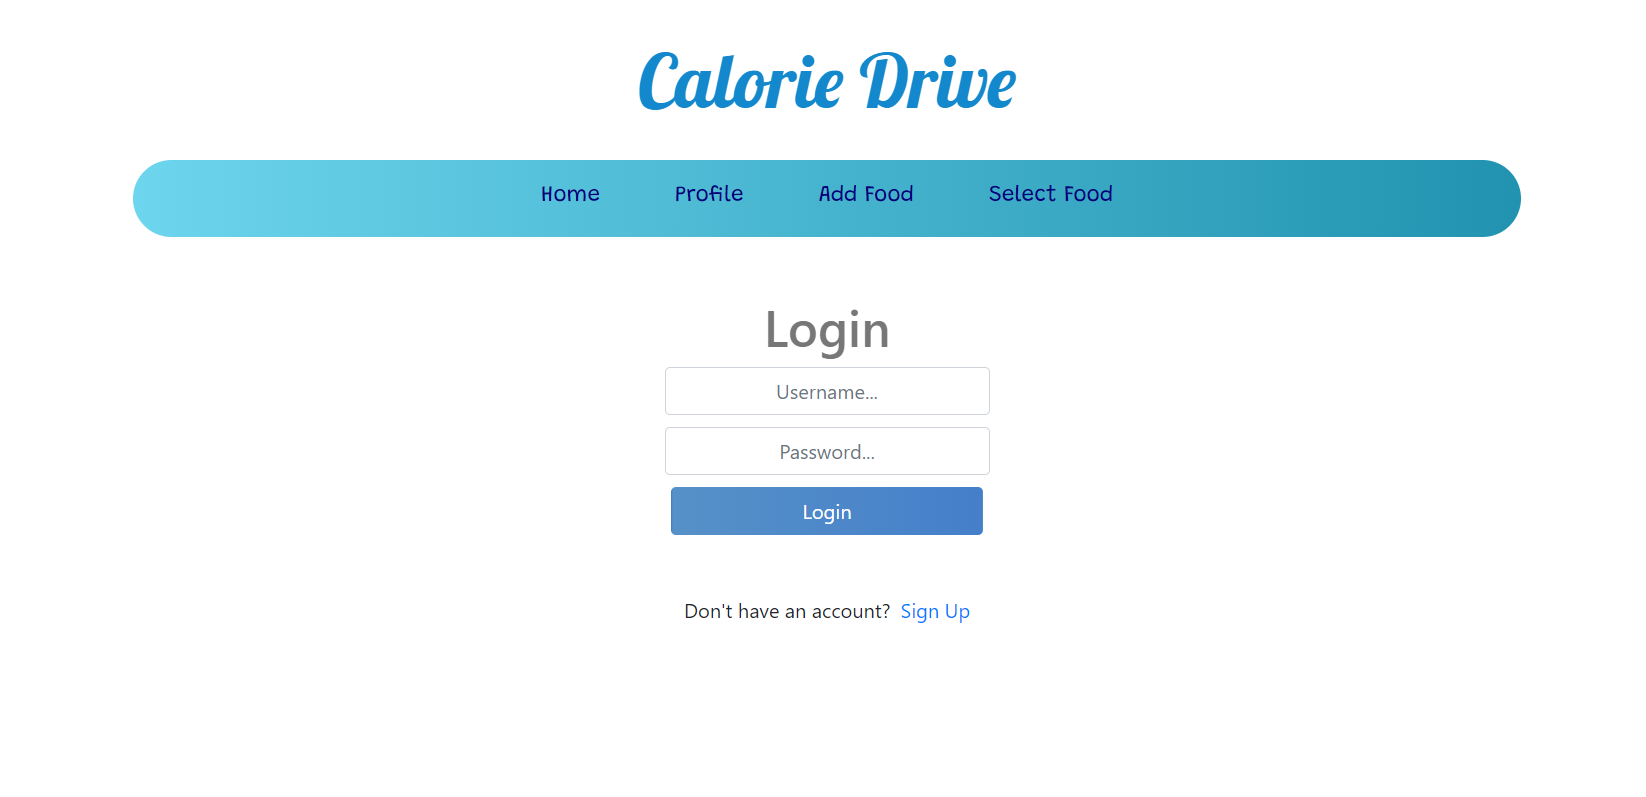 Calorie Drive
Home Profile Add Food Select Food
Login
Username...
Password...
Login
Don't have an account? Sign Up